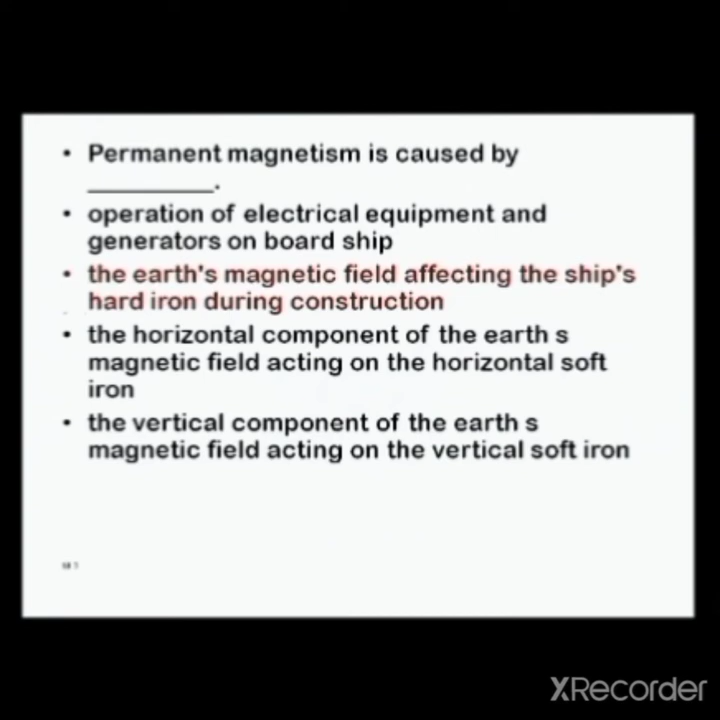 • Permanent magnetism is caused by
__________.
• operation of electrical equipment and
generators on board ship
• the earth's magnetic field affecting the ship's
hard iron during construction
• the horizontal component of the earth s
magnetic field acting on the horizontal soft
iron
• the vertical component of the earth s
magnetic field acting on the vertical soft iron
XRecorder